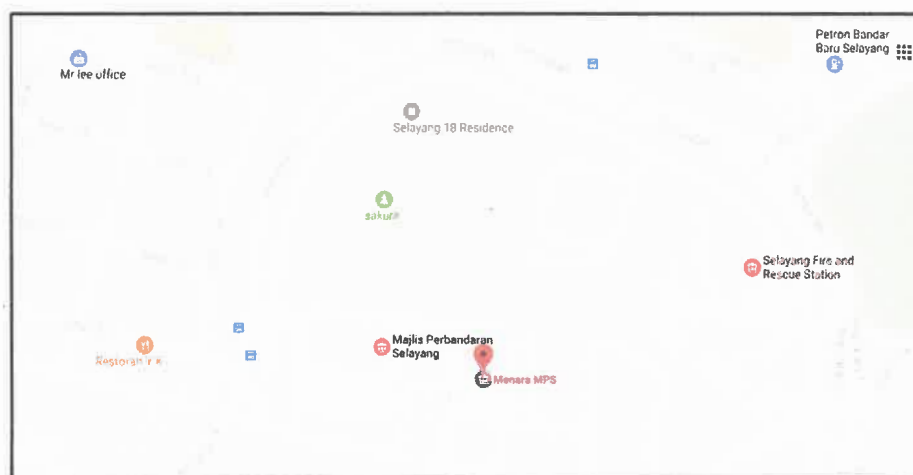 Petron Bandar
Baru Selayang
Mr lee office
Selayang 18 Residence
sakura
Selayang Fire and
Rescue Station
Majlis Perbandaran
Selayang
Restoran
Menara MPS